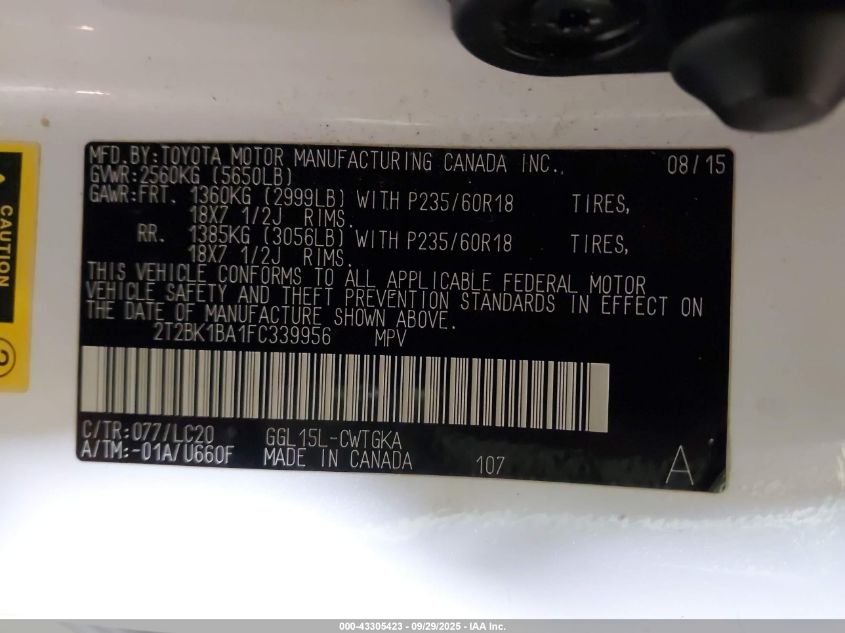 MFD.BY:TOYOTA MOTOR MANUFACTURING CANADA INC., 08/15
GVWR:2560KG (5650LB)
GAWR:FRT. 1360KG (2999LB) WITH P235/60R18 TIRES,
18X7 1/2J RIMS.
RR. 1385KG (3056LB) WITH P235/60R18 TIRES,
18X7 1/2J RIMS.
THIS VEHICLE CONFORMS TO ALL APPLICABLE FEDERAL MOTOR
VEHICLE SAFETY AND THEFT PREVENTION STANDARDS IN EFFECT ON
THE DATE OF MANUFACTURE SHOWN ABOVE.
2T2BK1BA1FC339956 MPV
C/TR:077/LC20 GGL15L-CWTGKA
A/TM:-01A/U660F MADE IN CANADA 107 A
CAUTION
2
000-43305423 - 09/29/2025 - IAA Inc.